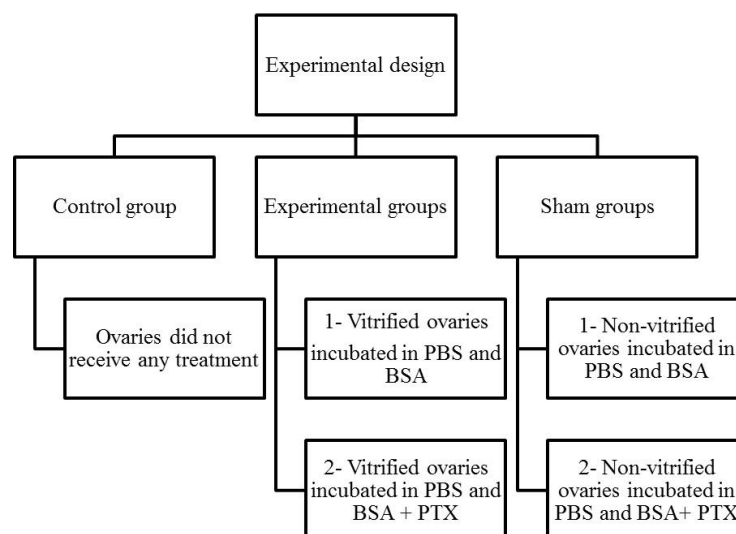 Experimental design
Control group
Experimental groups
Sham groups
Ovaries did not
receive any treatment
1- Vitrified ovaries
incubated in PBS and
BSA
1- Non-vitrified
ovaries incubated in
PBS and BSA
2- Vitrified ovaries
incubated in PBS and
BSA + PTX
2- Non-vitrified
ovaries incubated in
PBS and BSA+ PTX